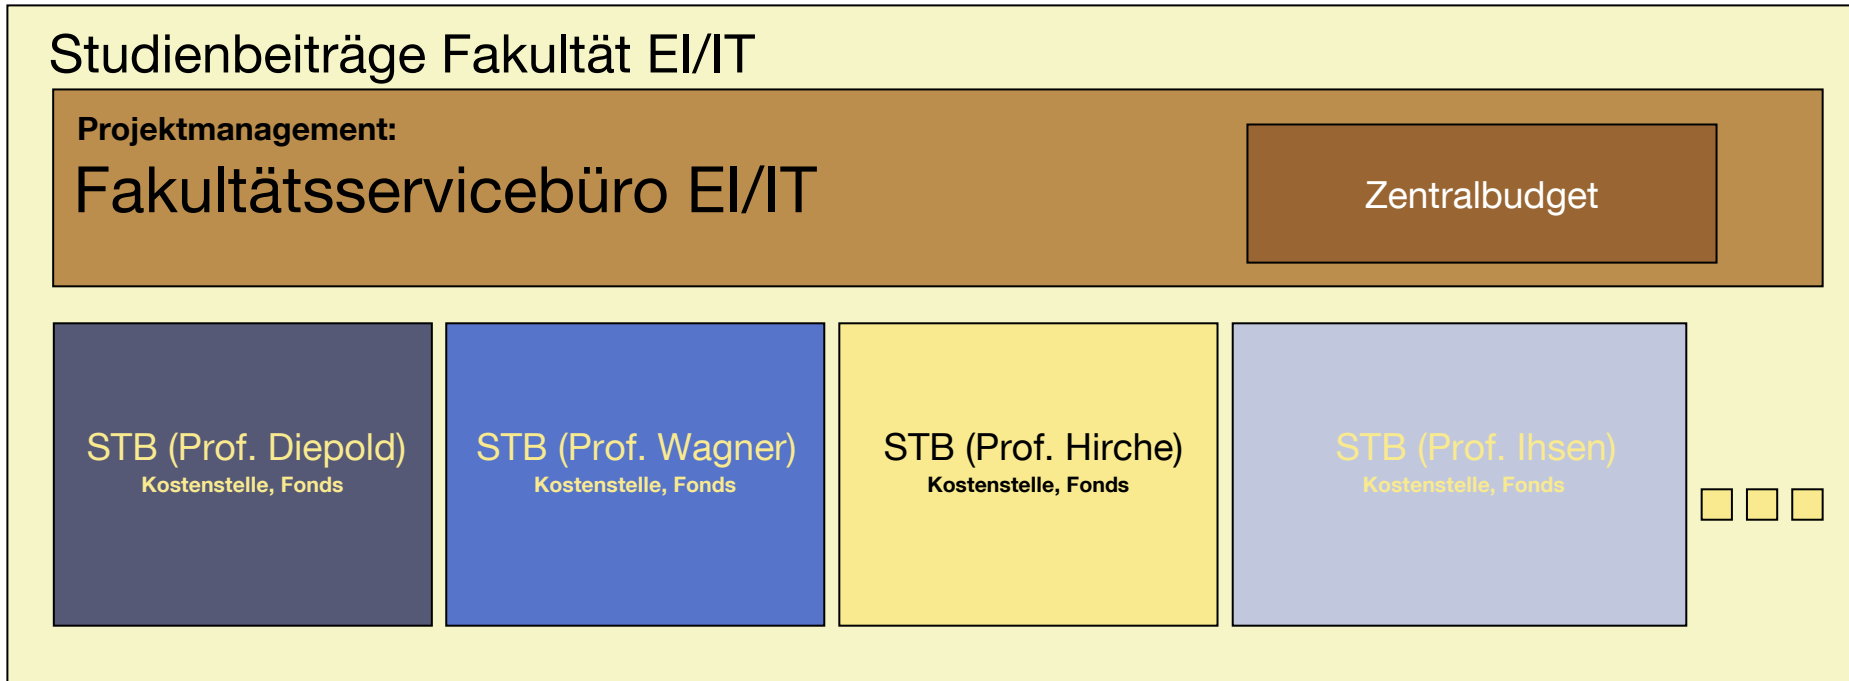 Studienbeiträge Fakultät EI/IT
Projektmanagement:
Fakultätsservicebüro EI/IT
Zentralbudget
STB (Prof. Diepold)
Kostenstelle, Fonds
STB (Prof. Wagner)
Kostenstelle, Fonds
STB (Prof. Hirche)
Kostenstelle, Fonds
STB (Prof. Ihsen)
Kostenstelle, Fonds